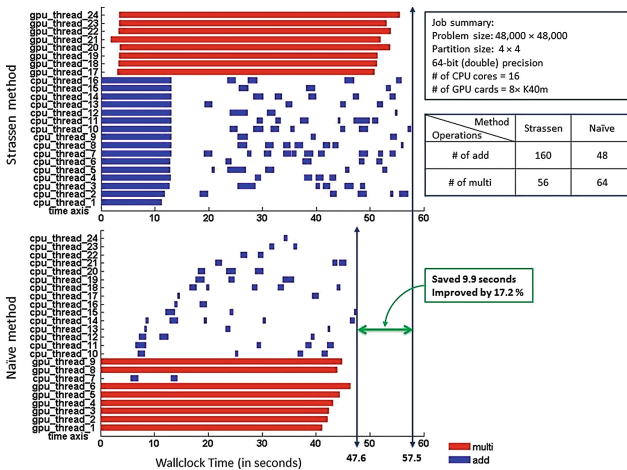 gpu_thread_24
gpu_thread_23
gpu_thread_22
gpu_thread_21
gpu_thread_20
gpu_thread_19
gpu_thread_18
gpu_thread_17
cpu_thread_16
cpu_thread_15
cpu_thread_14
cpu_thread_13
cpu_thread_12
cpu_thread_11
cpu_thread_10
cpu_thread_9
cpu_thread_8
cpu_thread_7
cpu_thread_6
cpu_thread_5
cpu_thread_4
cpu_thread_3
cpu_thread_2
cpu_thread_1
time axis
Strassen method
0 10 20 30 40 50 60
Job summary:
Problem size: 48,000 × 48,000
Partition size: 4 × 4
64-bit (double) precision
# of CPU cores = 16
# of GPU cards = 8× K40m
Method
Operations
Strassen Naïve
# of add 160 48
# of multi 56 64
cpu_thread_24
cpu_thread_23
cpu_thread_22
cpu_thread_21
cpu_thread_20
cpu_thread_19
cpu_thread_18
cpu_thread_17
cpu_thread_16
cpu_thread_15
cpu_thread_14
cpu_thread_13
cpu_thread_12
cpu_thread_11
cpu_thread_10
gpu_thread_9
gpu_thread_8
cpu_thread_7
gpu_thread_6
gpu_thread_5
gpu_thread_4
gpu_thread_3
gpu_thread_2
gpu_thread_1
time axis
Naïve method
0 10 20 30 40 50 60
Saved 9.9 seconds
Improved by 17.2 %
47.6 57.5
Wallclock Time (in seconds)
multi
add